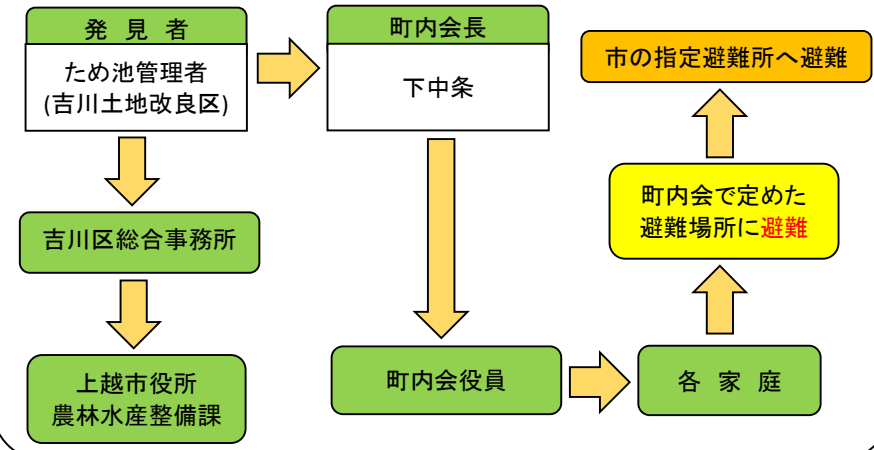 発見者
ため池管理者
(吉川土地改良区)
吉川区総合事務所
上越市役所
農林水産整備課
町内会長
下中条
町内会役員
各家庭
町内会で定めた
避難場所に避難
市の指定避難所へ避難